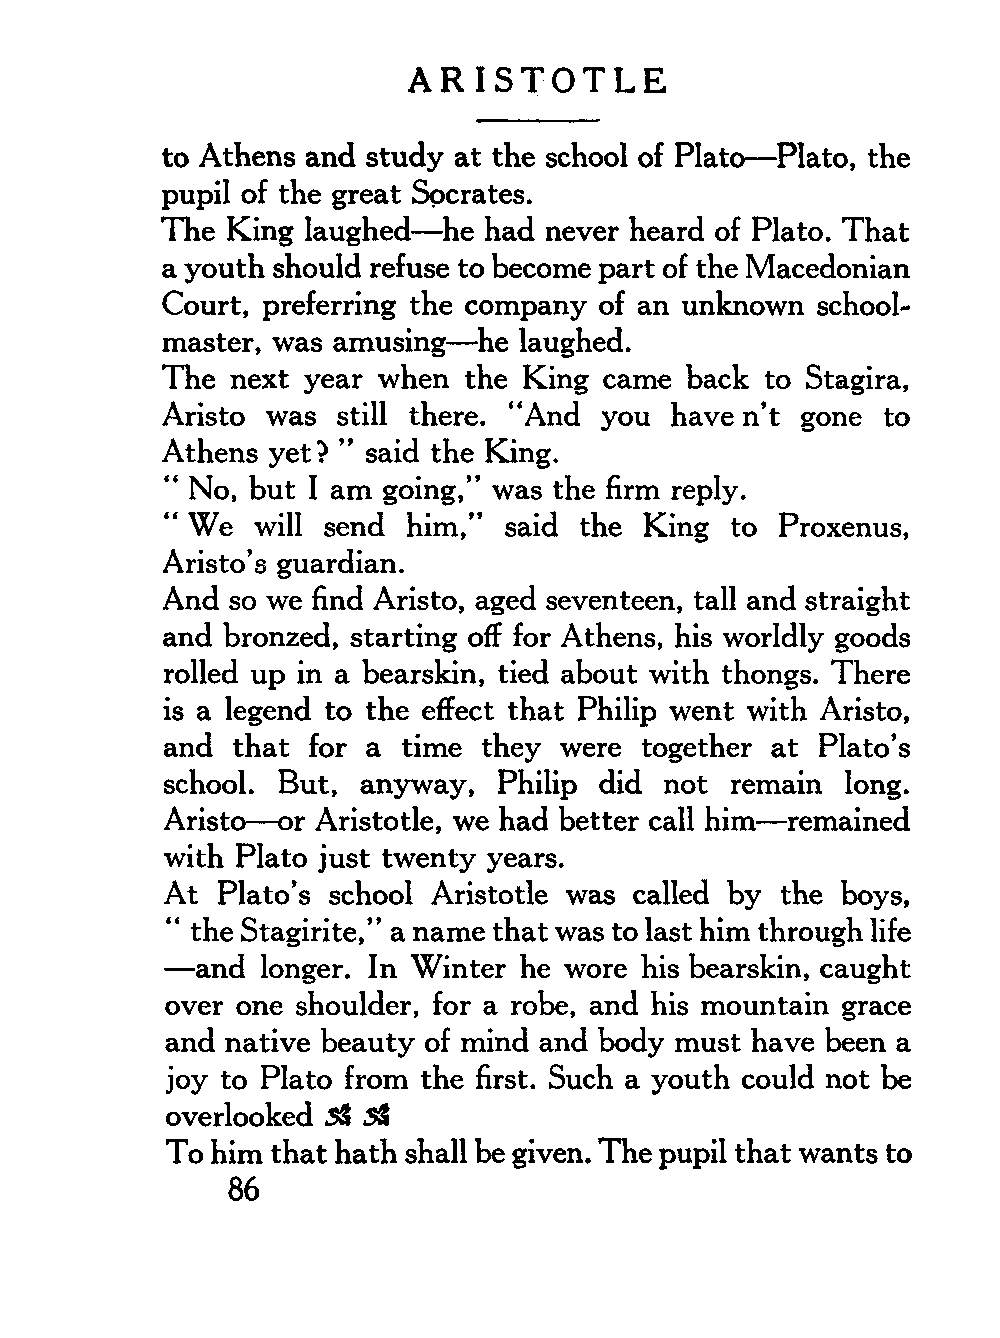 ARISTOTLE
to Athens and study at the school of Plato—Plato, the
pupil of the great Socrates.
The King laughed—he had never heard of Plato. That
a youth should refuse to become part of the Macedonian
Court, preferring the company of an unknown school-
master, was amusing—he laughed.
The next year when the King came back to Stagira,
Aristo was still there. "And you have n't gone to
Athens yet? " said the King.
" No, but I am going," was the firm reply.
" We will send him," said the King to Proxenus,
Aristo's guardian.
And so we find Aristo, aged seventeen, tall and straight
and bronzed, starting off for Athens, his worldly goods
rolled up in a bearskin, tied about with thongs. There
is a legend to the effect that Philip went with Aristo,
and that for a time they were together at Plato's
school. But, anyway, Philip did not remain long.
Aristo—or Aristotle, we had better call him—remained
with Plato just twenty years.
At Plato's school Aristotle was called by the boys,
" the Stagirite," a name that was to last him through life
—and longer. In Winter he wore his bearskin, caught
over one shoulder, for a robe, and his mountain grace
and native beauty of mind and body must have been a
joy to Plato from the first. Such a youth could not be
overlooked
To him that hath shall be given. The pupil that wants to
86